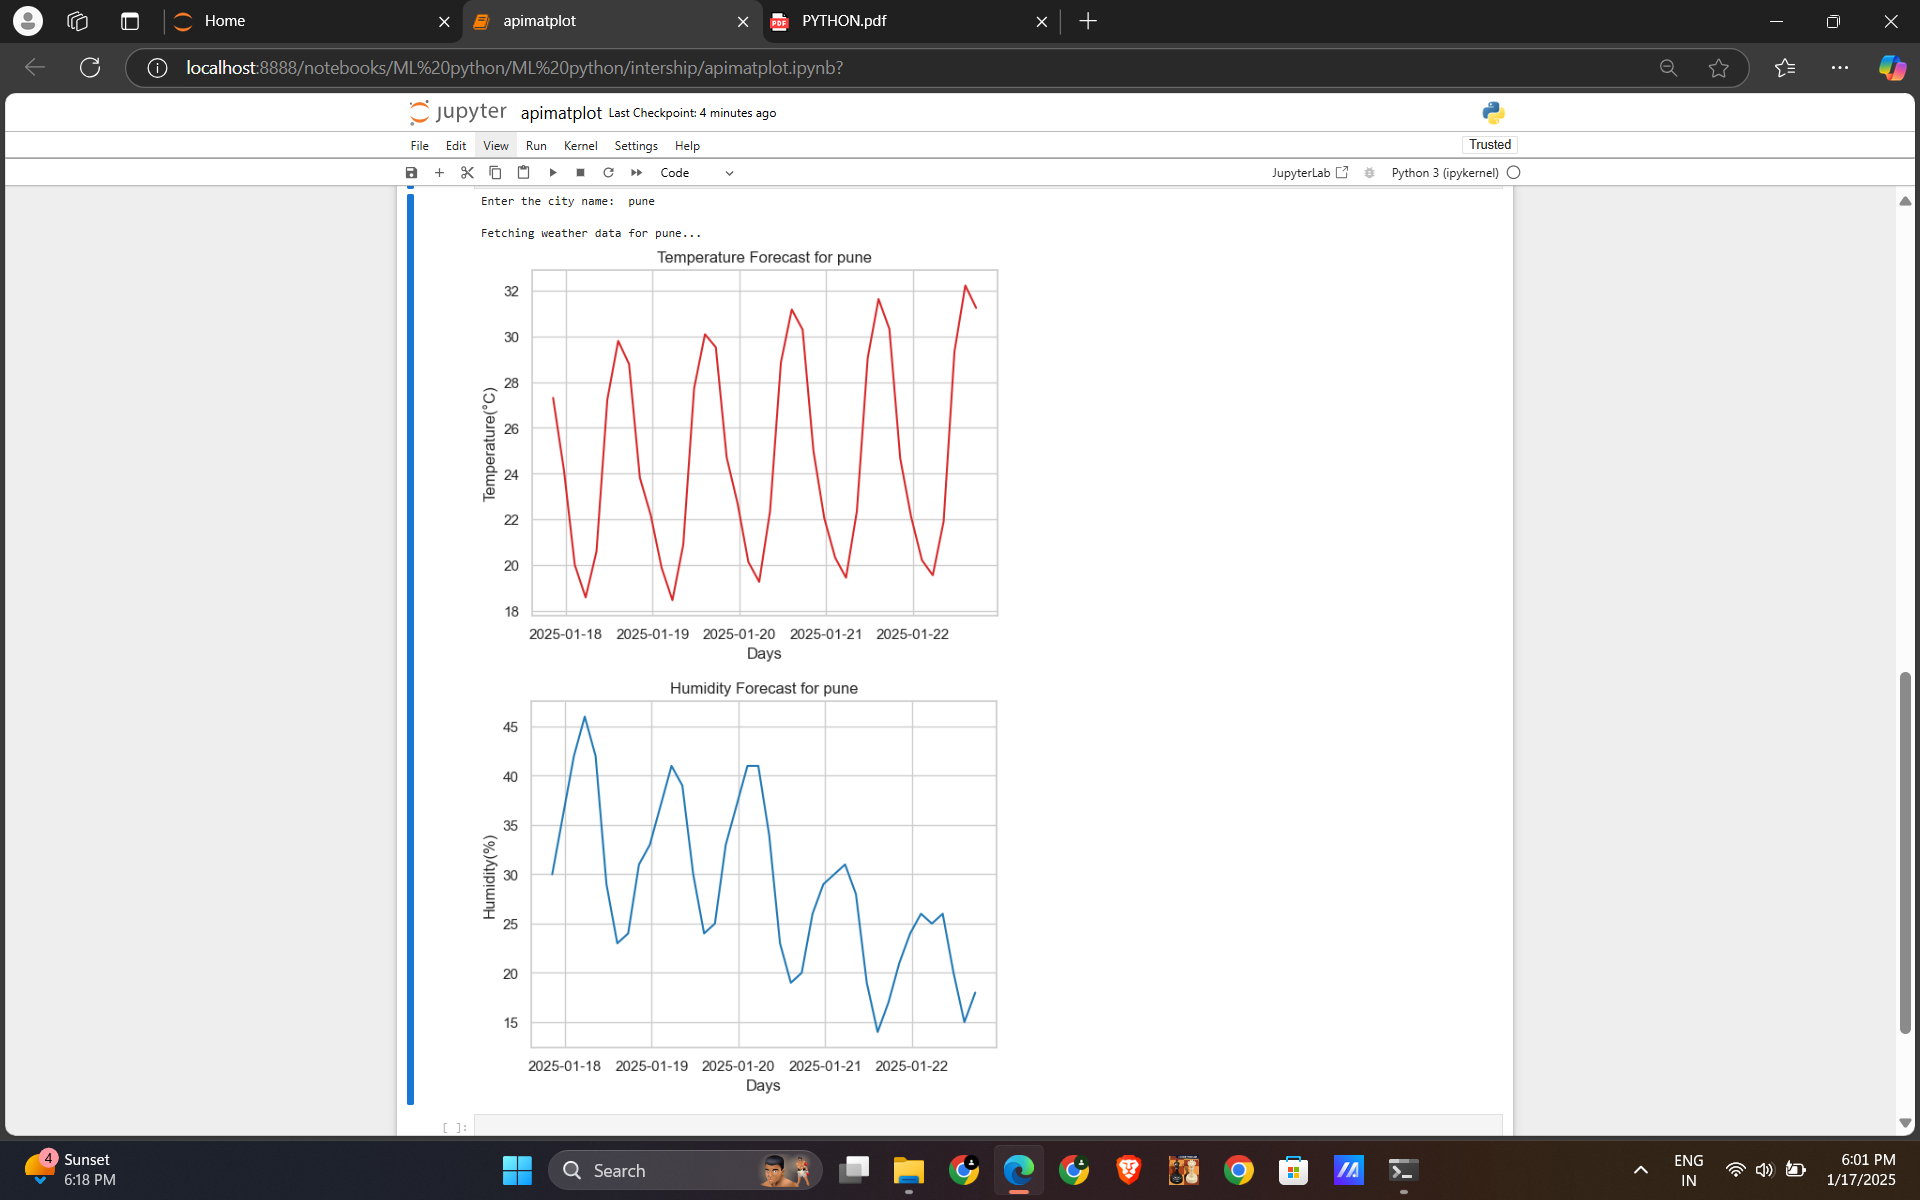 Home
apimatplot
PYTHON.pdf
localhost:8888/notebooks/ML%20python/ML%20python/intership/apimatplot.ipynb?
jupyter apimatplot Last Checkpoint: 4 minutes ago
File Edit View Run Kernel Settings Help
Trusted
Code
JupyterLab
Python 3 (ipykernel)
Enter the city name: pune
Fetching weather data for pune...
Temperature Forecast for pune
Temperature(°C)
32
30
28
26
24
22
20
18
2025-01-18 2025-01-19 2025-01-20 2025-01-21 2025-01-22
Days
Humidity Forecast for pune
Humidity(%)
45
40
35
30
25
20
15
2025-01-18 2025-01-19 2025-01-20 2025-01-21 2025-01-22
Days
[ ]:
4
Sunset
6:18 PM
Search
ENG
IN
6:01 PM
1/17/2025